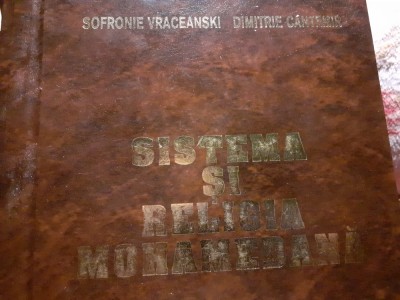 SOFRONIE VRACEANSKI DIMITRIE CANTEMIR
SISTEMA
ȘI
RELIGIA
MOHAMEDANĂ